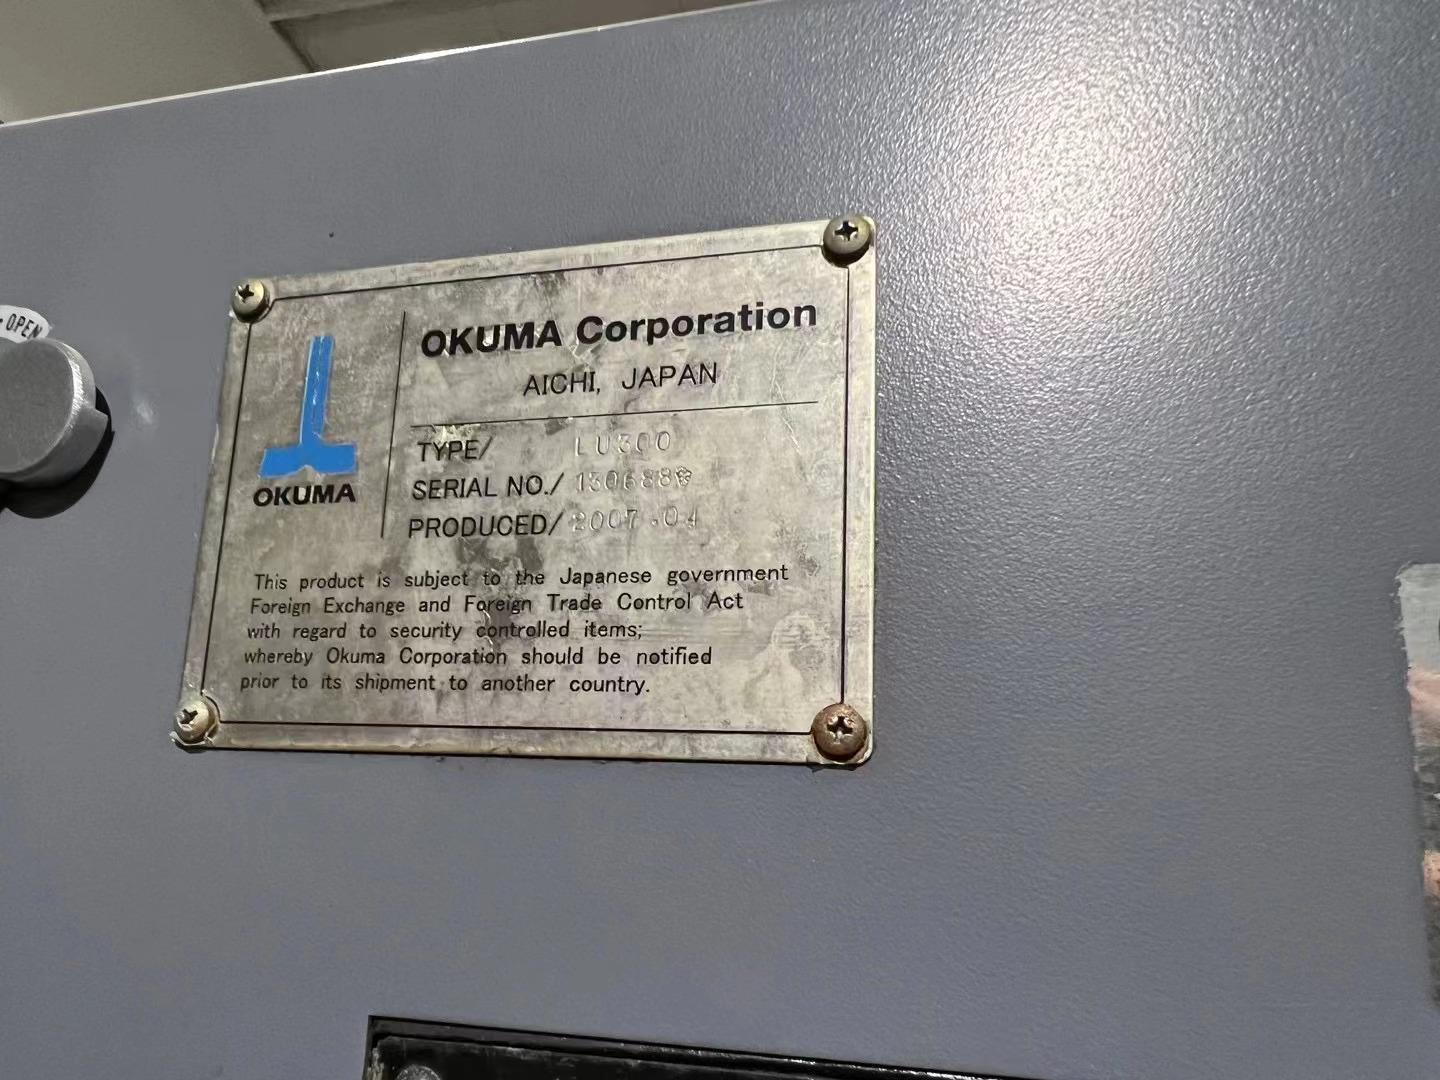 OPEN
OKUMA Corporation
AICHI, JAPAN
OKUMA
TYPE/ LU300
SERIAL NO./
PRODUCED/ 2007.04
This product is subject to the Japanese government
Foreign Exchange and Foreign Trade Control Act
with regard to security controlled items;
whereby Okuma Corporation should be notified
prior to its shipment to another country.